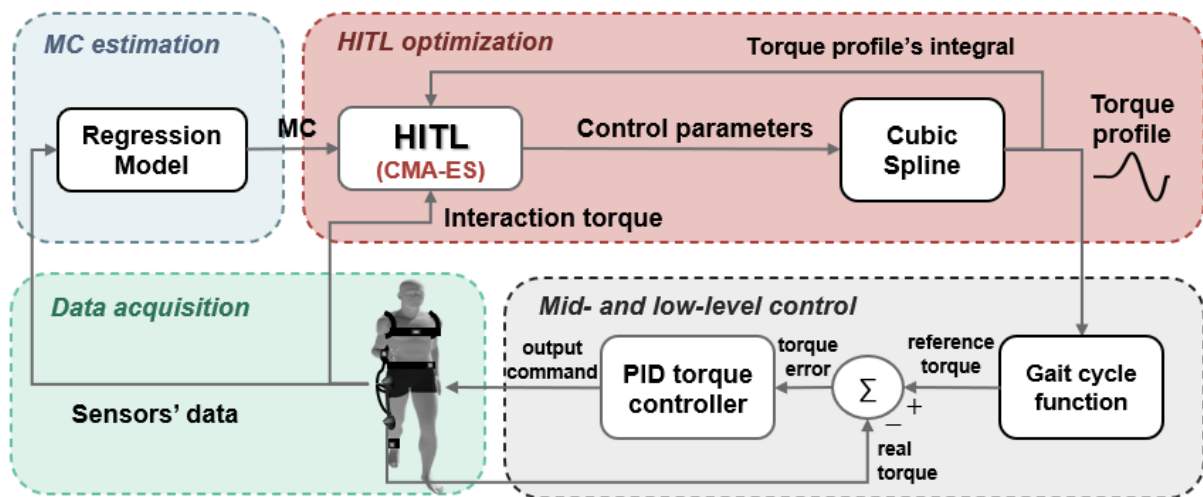 MC estimation
Regression
Model
MC
HITL optimization
Torque profile's integral
HITL
(CMA-ES)
Control parameters
Cubic
Spline
Torque
profile
Interaction torque
Data acquisition
Sensors' data
Mid- and low-level control
output
command
PID torque
controller
torque
error
Σ
+
−
real
torque
reference
torque
Gait cycle
function